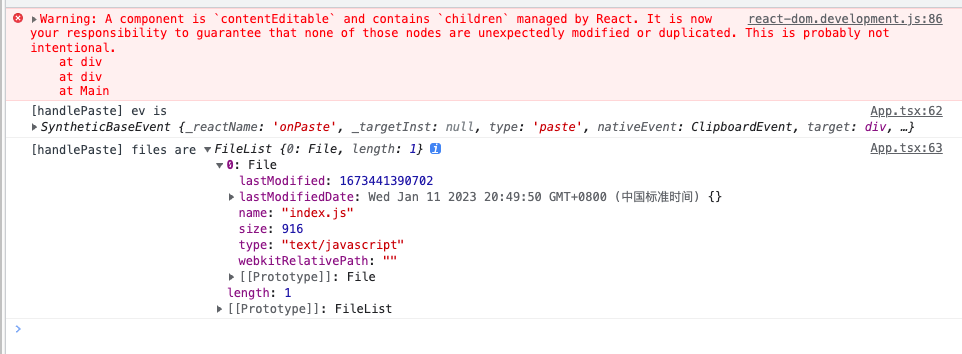 Warning: A component is `contentEditable` and contains `children` managed by React. It is now react-dom.development.js:86
your responsibility to guarantee that none of those nodes are unexpectedly modified or duplicated. This is probably not
intentional.
at div
at div
at Main
[handlePaste] ev is App.tsx:62
SyntheticBaseEvent {_reactName: 'onPaste', _targetInst: null, type: 'paste', nativeEvent: ClipboardEvent, target: div, …}
[handlePaste] files are FileList {0: File, length: 1} i App.tsx:63
0: File
lastModified: 1673441390702
lastModifiedDate: Wed Jan 11 2023 20:49:50 GMT+0800 (中国标准时间) {}
name: "index.js"
size: 916
type: "text/javascript"
webkitRelativePath: ""
[[Prototype]]: File
length: 1
[[Prototype]]: FileList